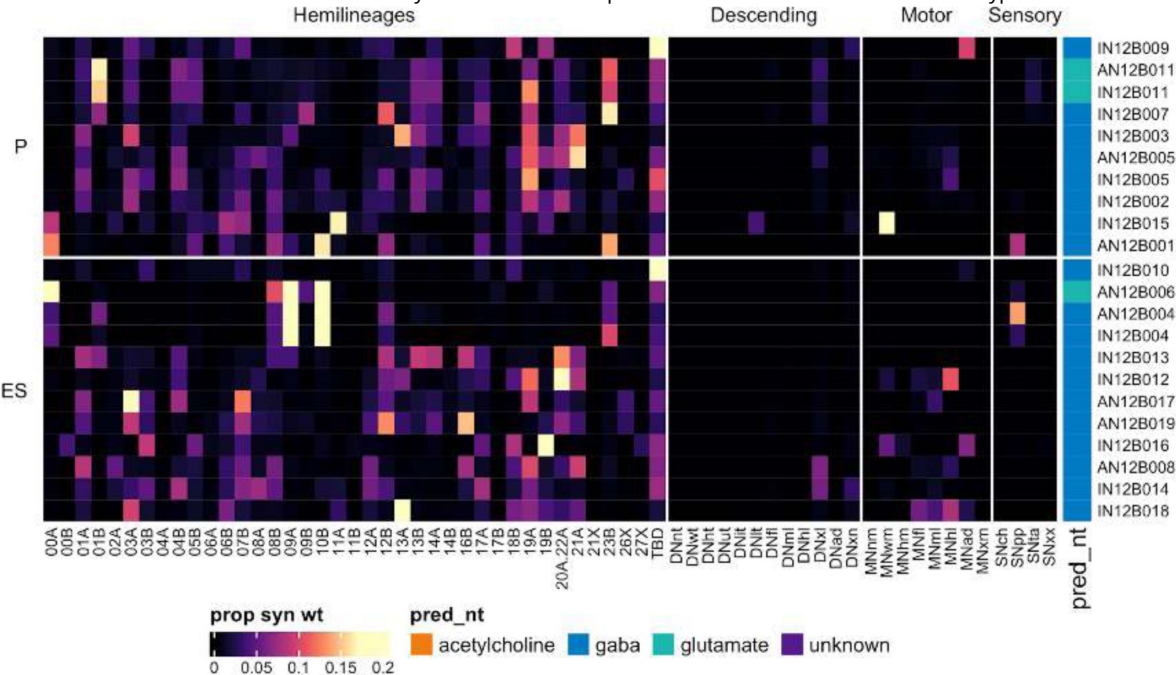 Hemilineages Descending Motor Sensory
P
IN12B009
AN12B011
IN12B011
IN12B007
IN12B003
AN12B005
IN12B005
IN12B002
IN12B015
AN12B001
ES
IN12B010
AN12B006
AN12B004
IN12B004
IN12B013
IN12B012
AN12B017
AN12B019
IN12B016
AN12B008
IN12B014
IN12B018
00A 00B 01A 01B 02A 03A 03B 04A 04B 05B 06A 06B 07B 08A 08B 09A 09B 10B 11A 11B 12A 12B 13A 13B 14A 14B 16B 17A 17B 18B 19A 19B 20A,22A 21A 21X 23B 26X 27X TBD DNnt DNwt DNht DNut DNit DNlt DNfl DNml DNhl DNxl DNad DNxn MNnm MNwm MNhm MNfl MNml MNhl MNad MNxm SNch SNpp SNta SNxx pred_nt
prop syn wt pred_nt
acetylcholine gaba glutamate unknown
0 0.05 0.1 0.15 0.2